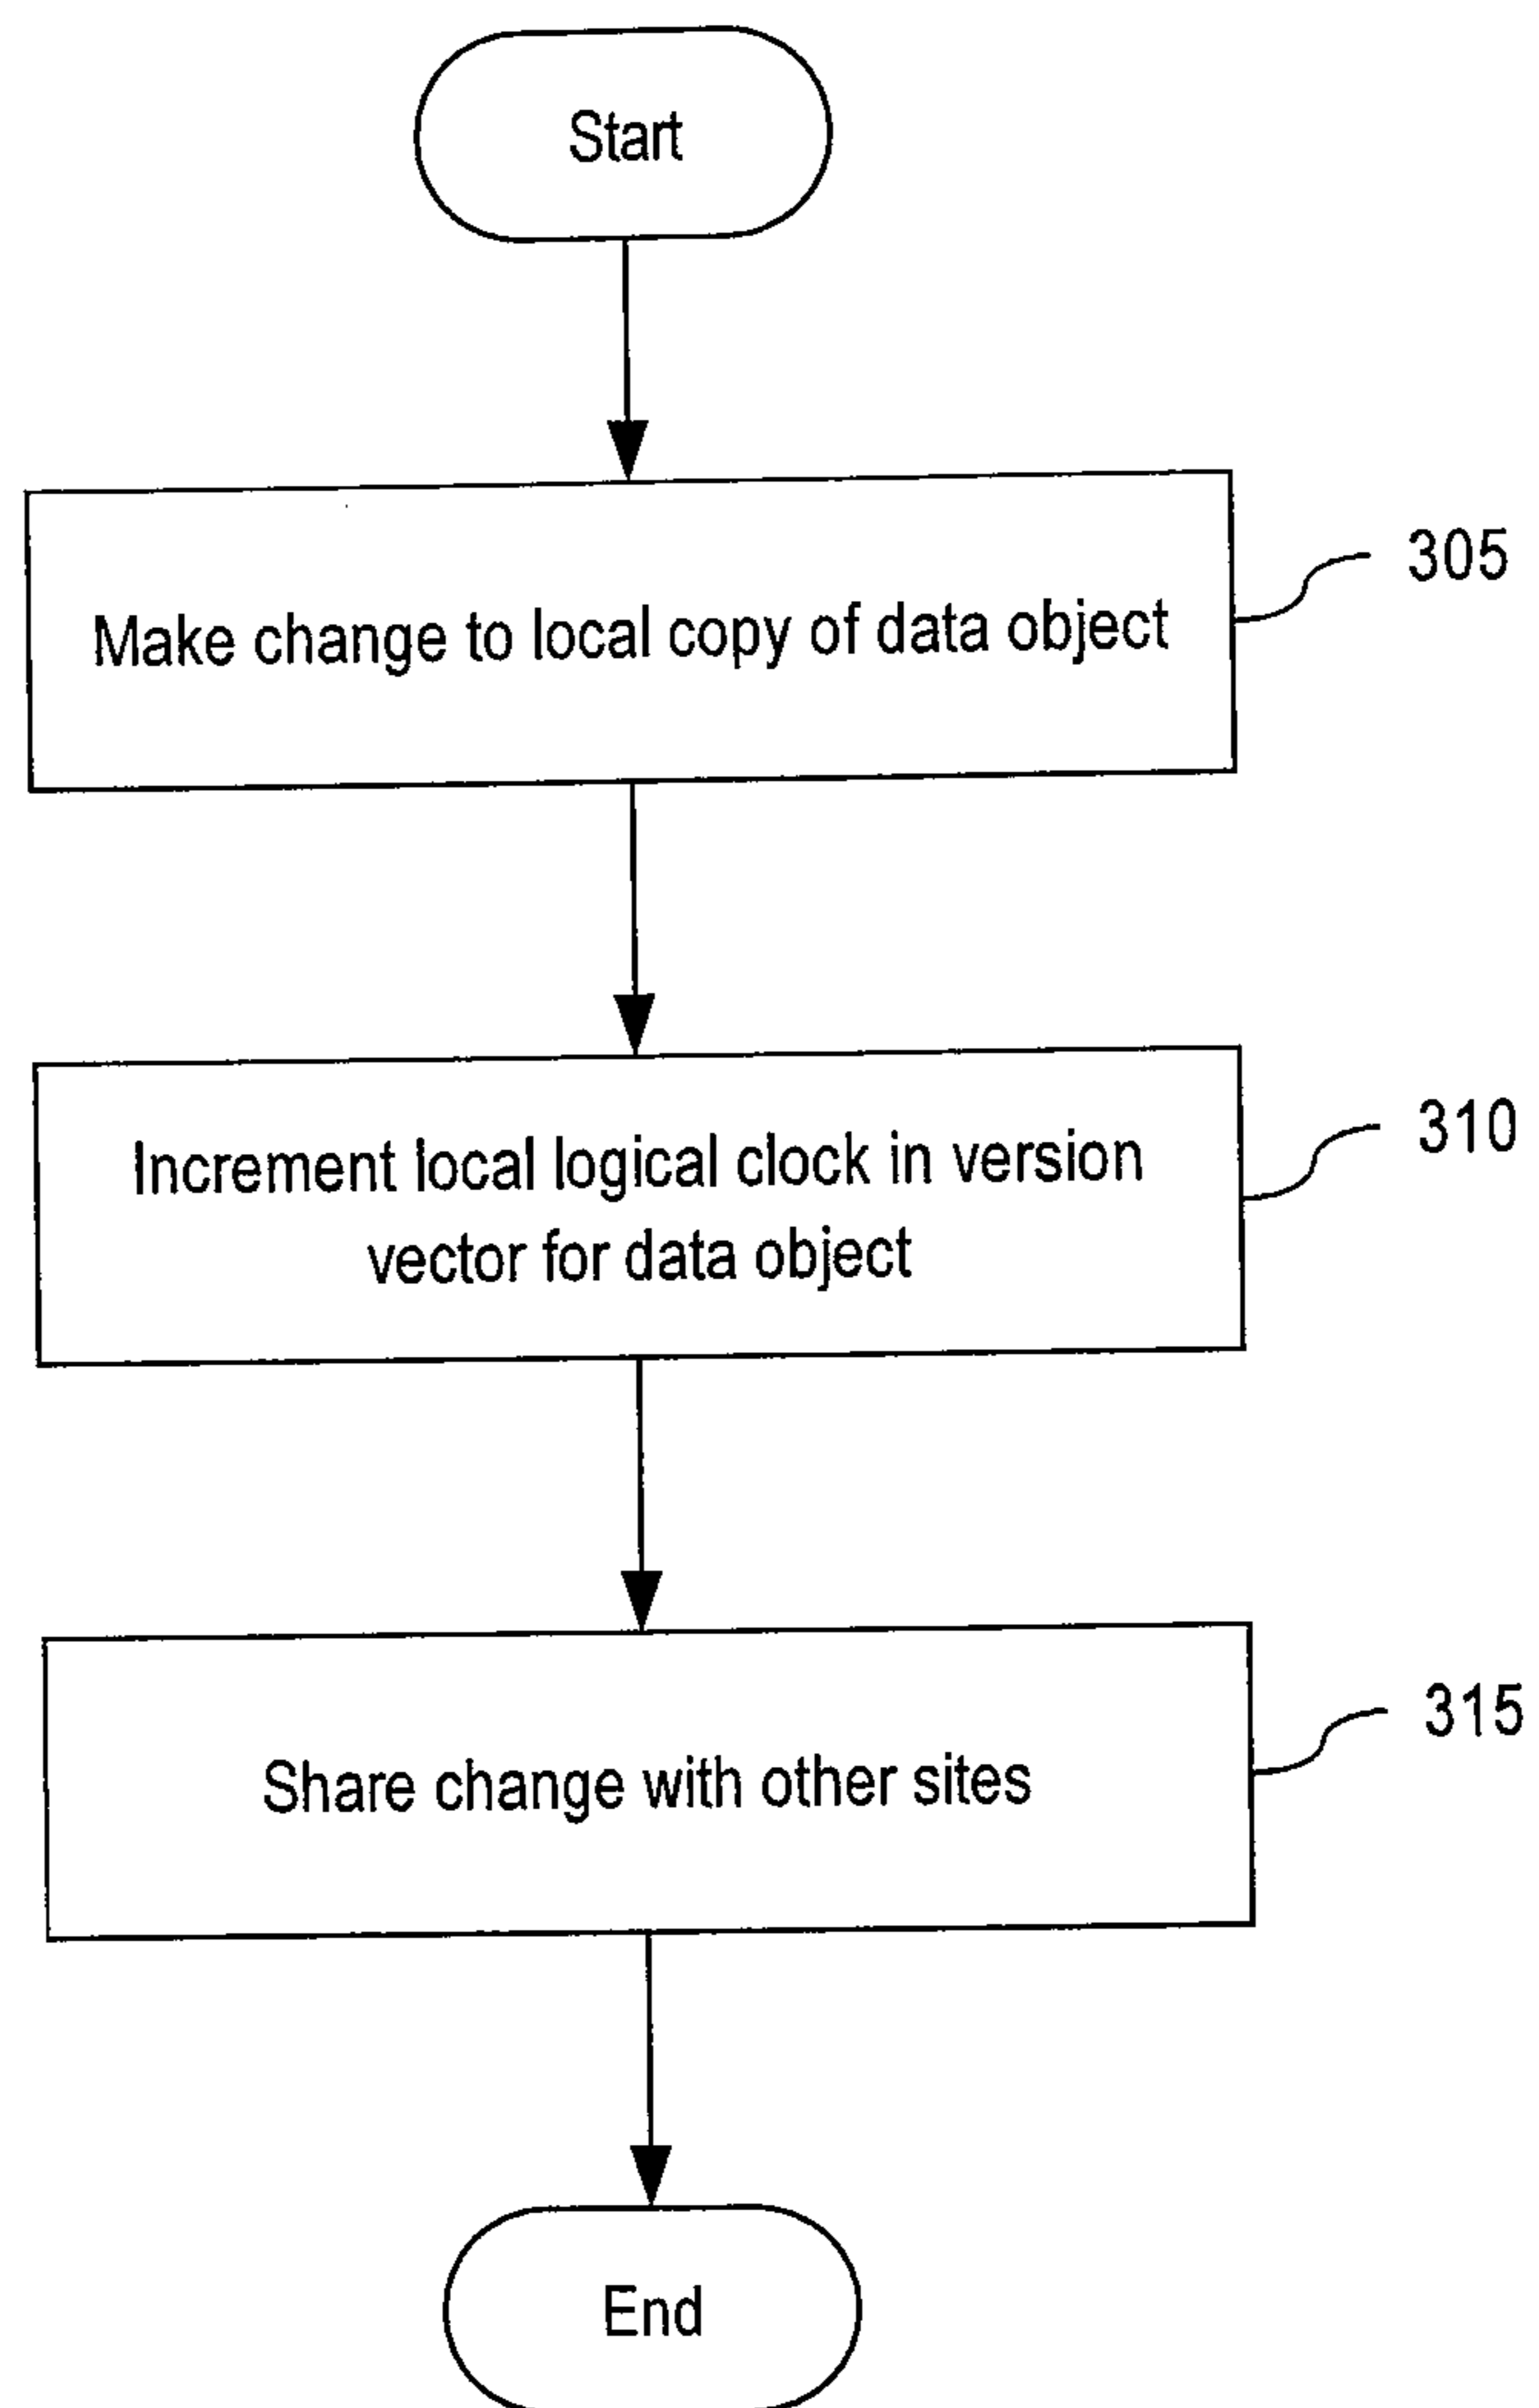 Start
Make change to local copy of data object
305
Increment local logical clock in version
vector for data object
310
Share change with other sites
315
End